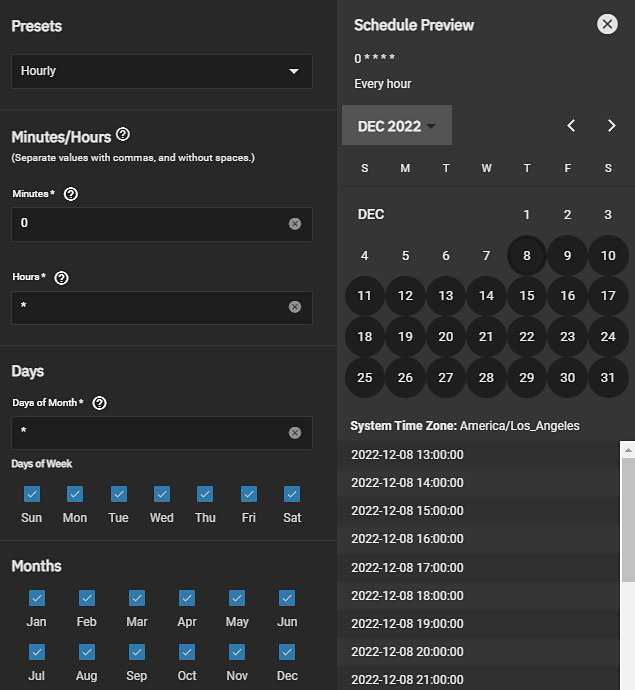 Presets
Hourly
Minutes/Hours
(Separate values with commas, and without spaces.)
Minutes *
0
Hours *
*
Days
Days of Month *
*
Days of Week
Sun Mon Tue Wed Thu Fri Sat
Months
Jan Feb Mar Apr May Jun
Jul Aug Sep Oct Nov Dec
Schedule Preview
0 * * * *
Every hour
DEC 2022
S M T W T F S
DEC 1 2 3
4 5 6 7 8 9 10
11 12 13 14 15 16 17
18 19 20 21 22 23 24
25 26 27 28 29 30 31
System Time Zone: America/Los_Angeles
2022-12-08 13:00:00
2022-12-08 14:00:00
2022-12-08 15:00:00
2022-12-08 16:00:00
2022-12-08 17:00:00
2022-12-08 18:00:00
2022-12-08 19:00:00
2022-12-08 20:00:00
2022-12-08 21:00:00